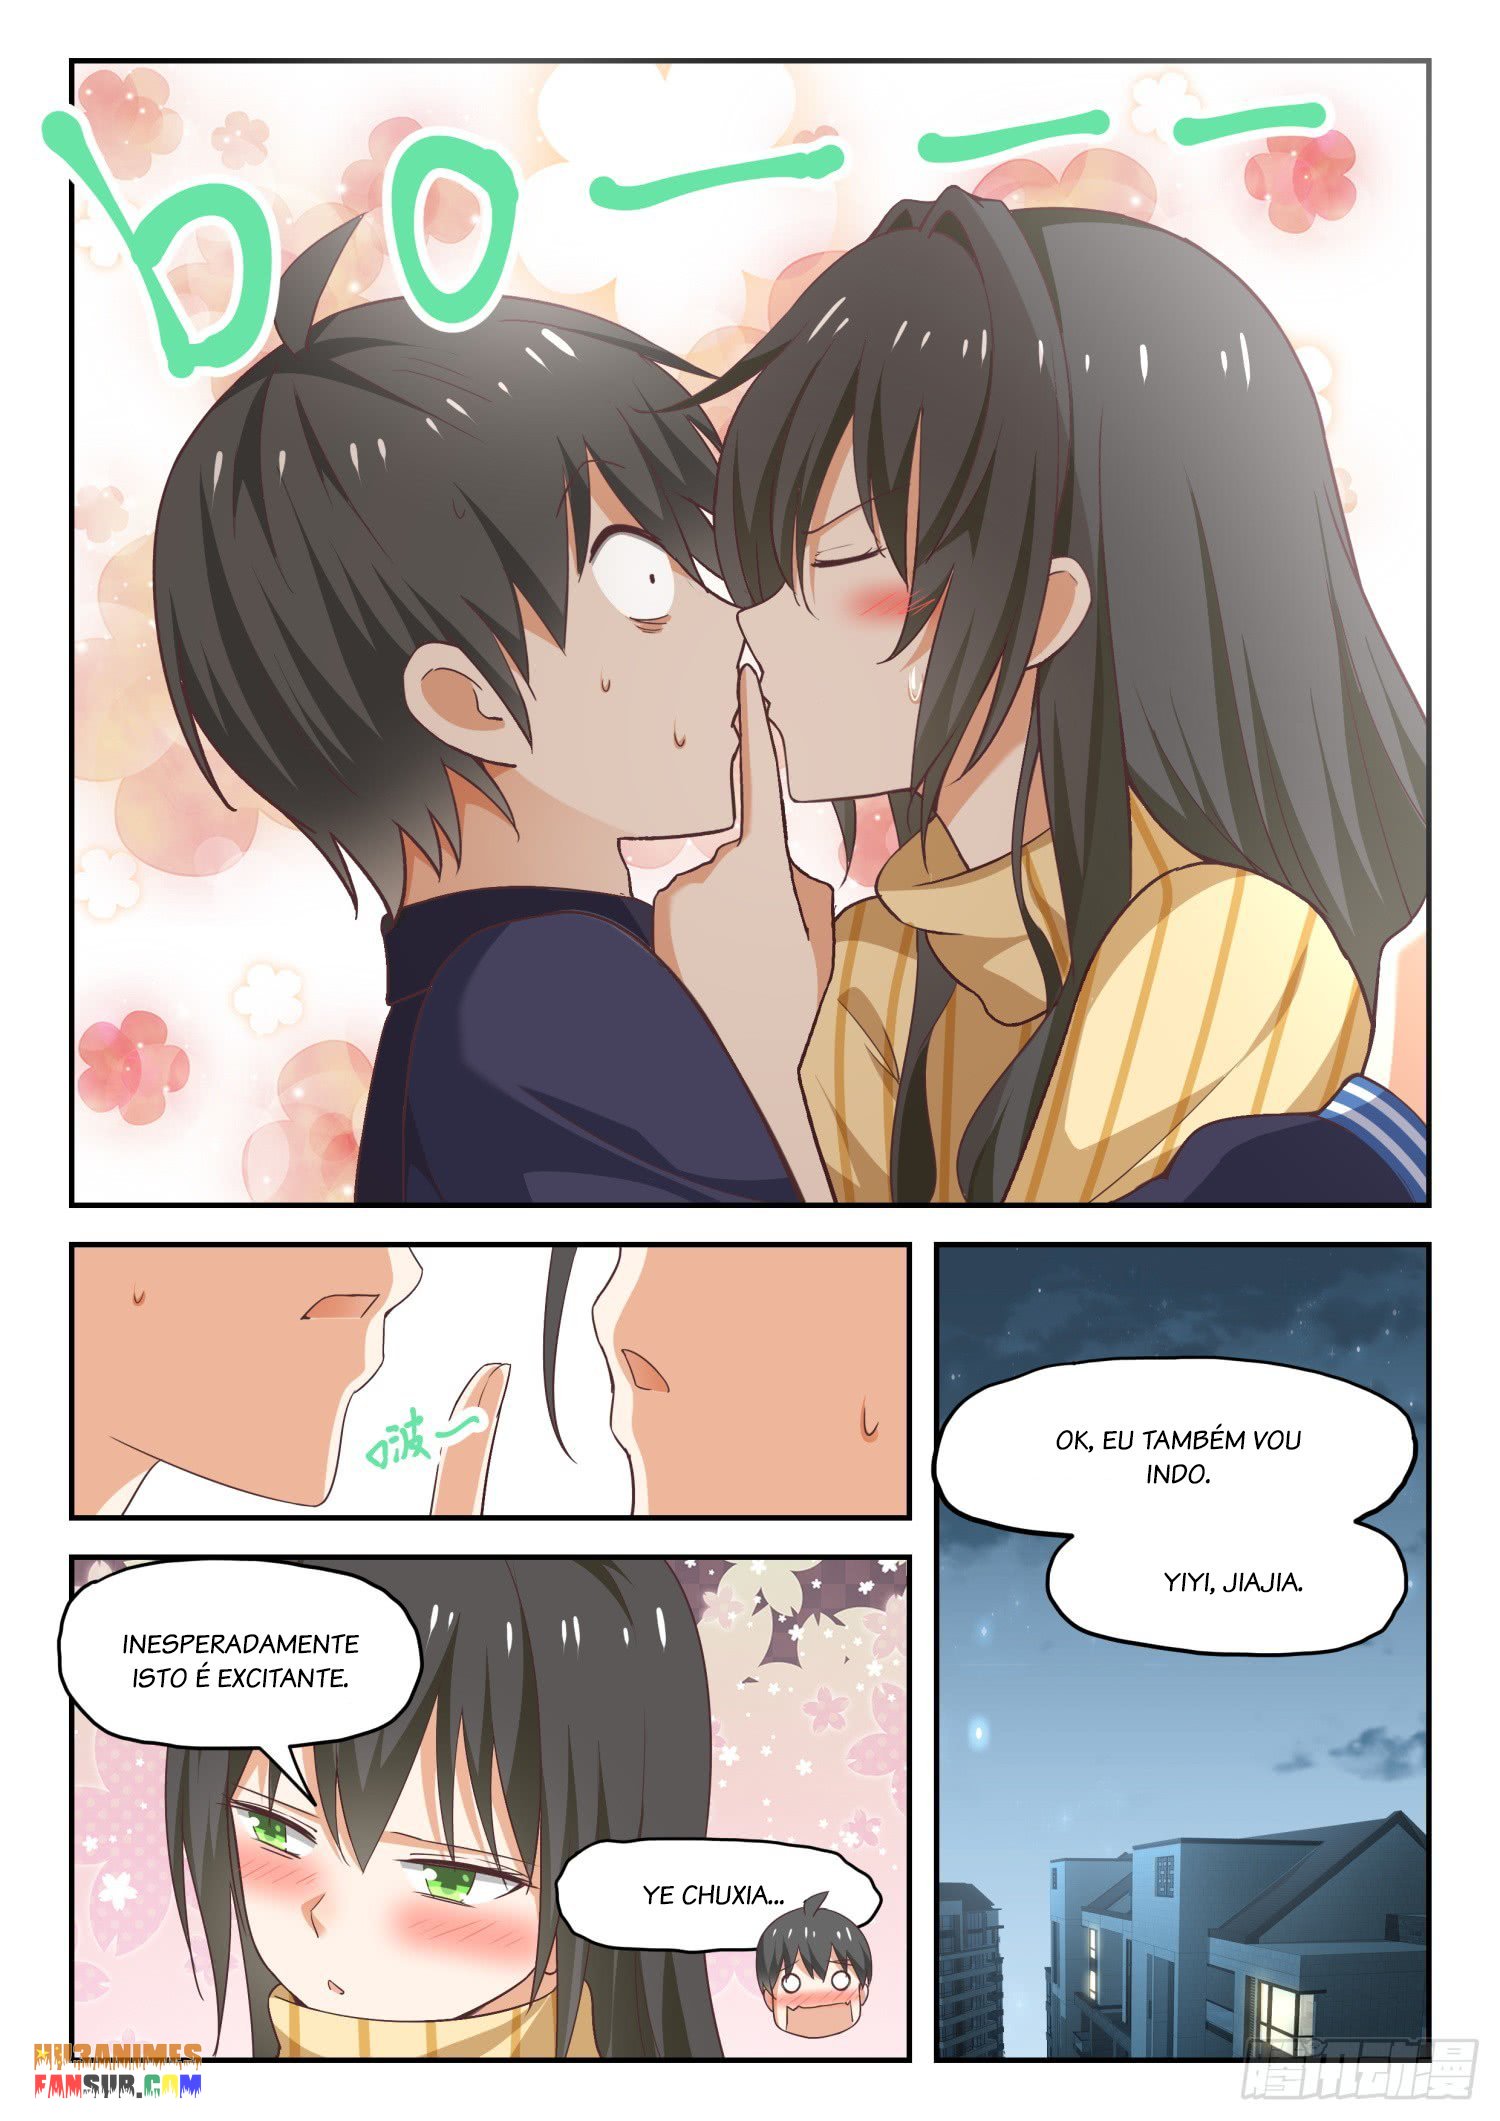 bo———
啵～
OK, EU TAMBÉM VOU
INDO.
YIYI, JIAJIA.
INESPERADAMENTE
ISTO É EXCITANTE.
YE CHUXIA...
HUZANIMES
FANSUB.COM
腾讯动漫